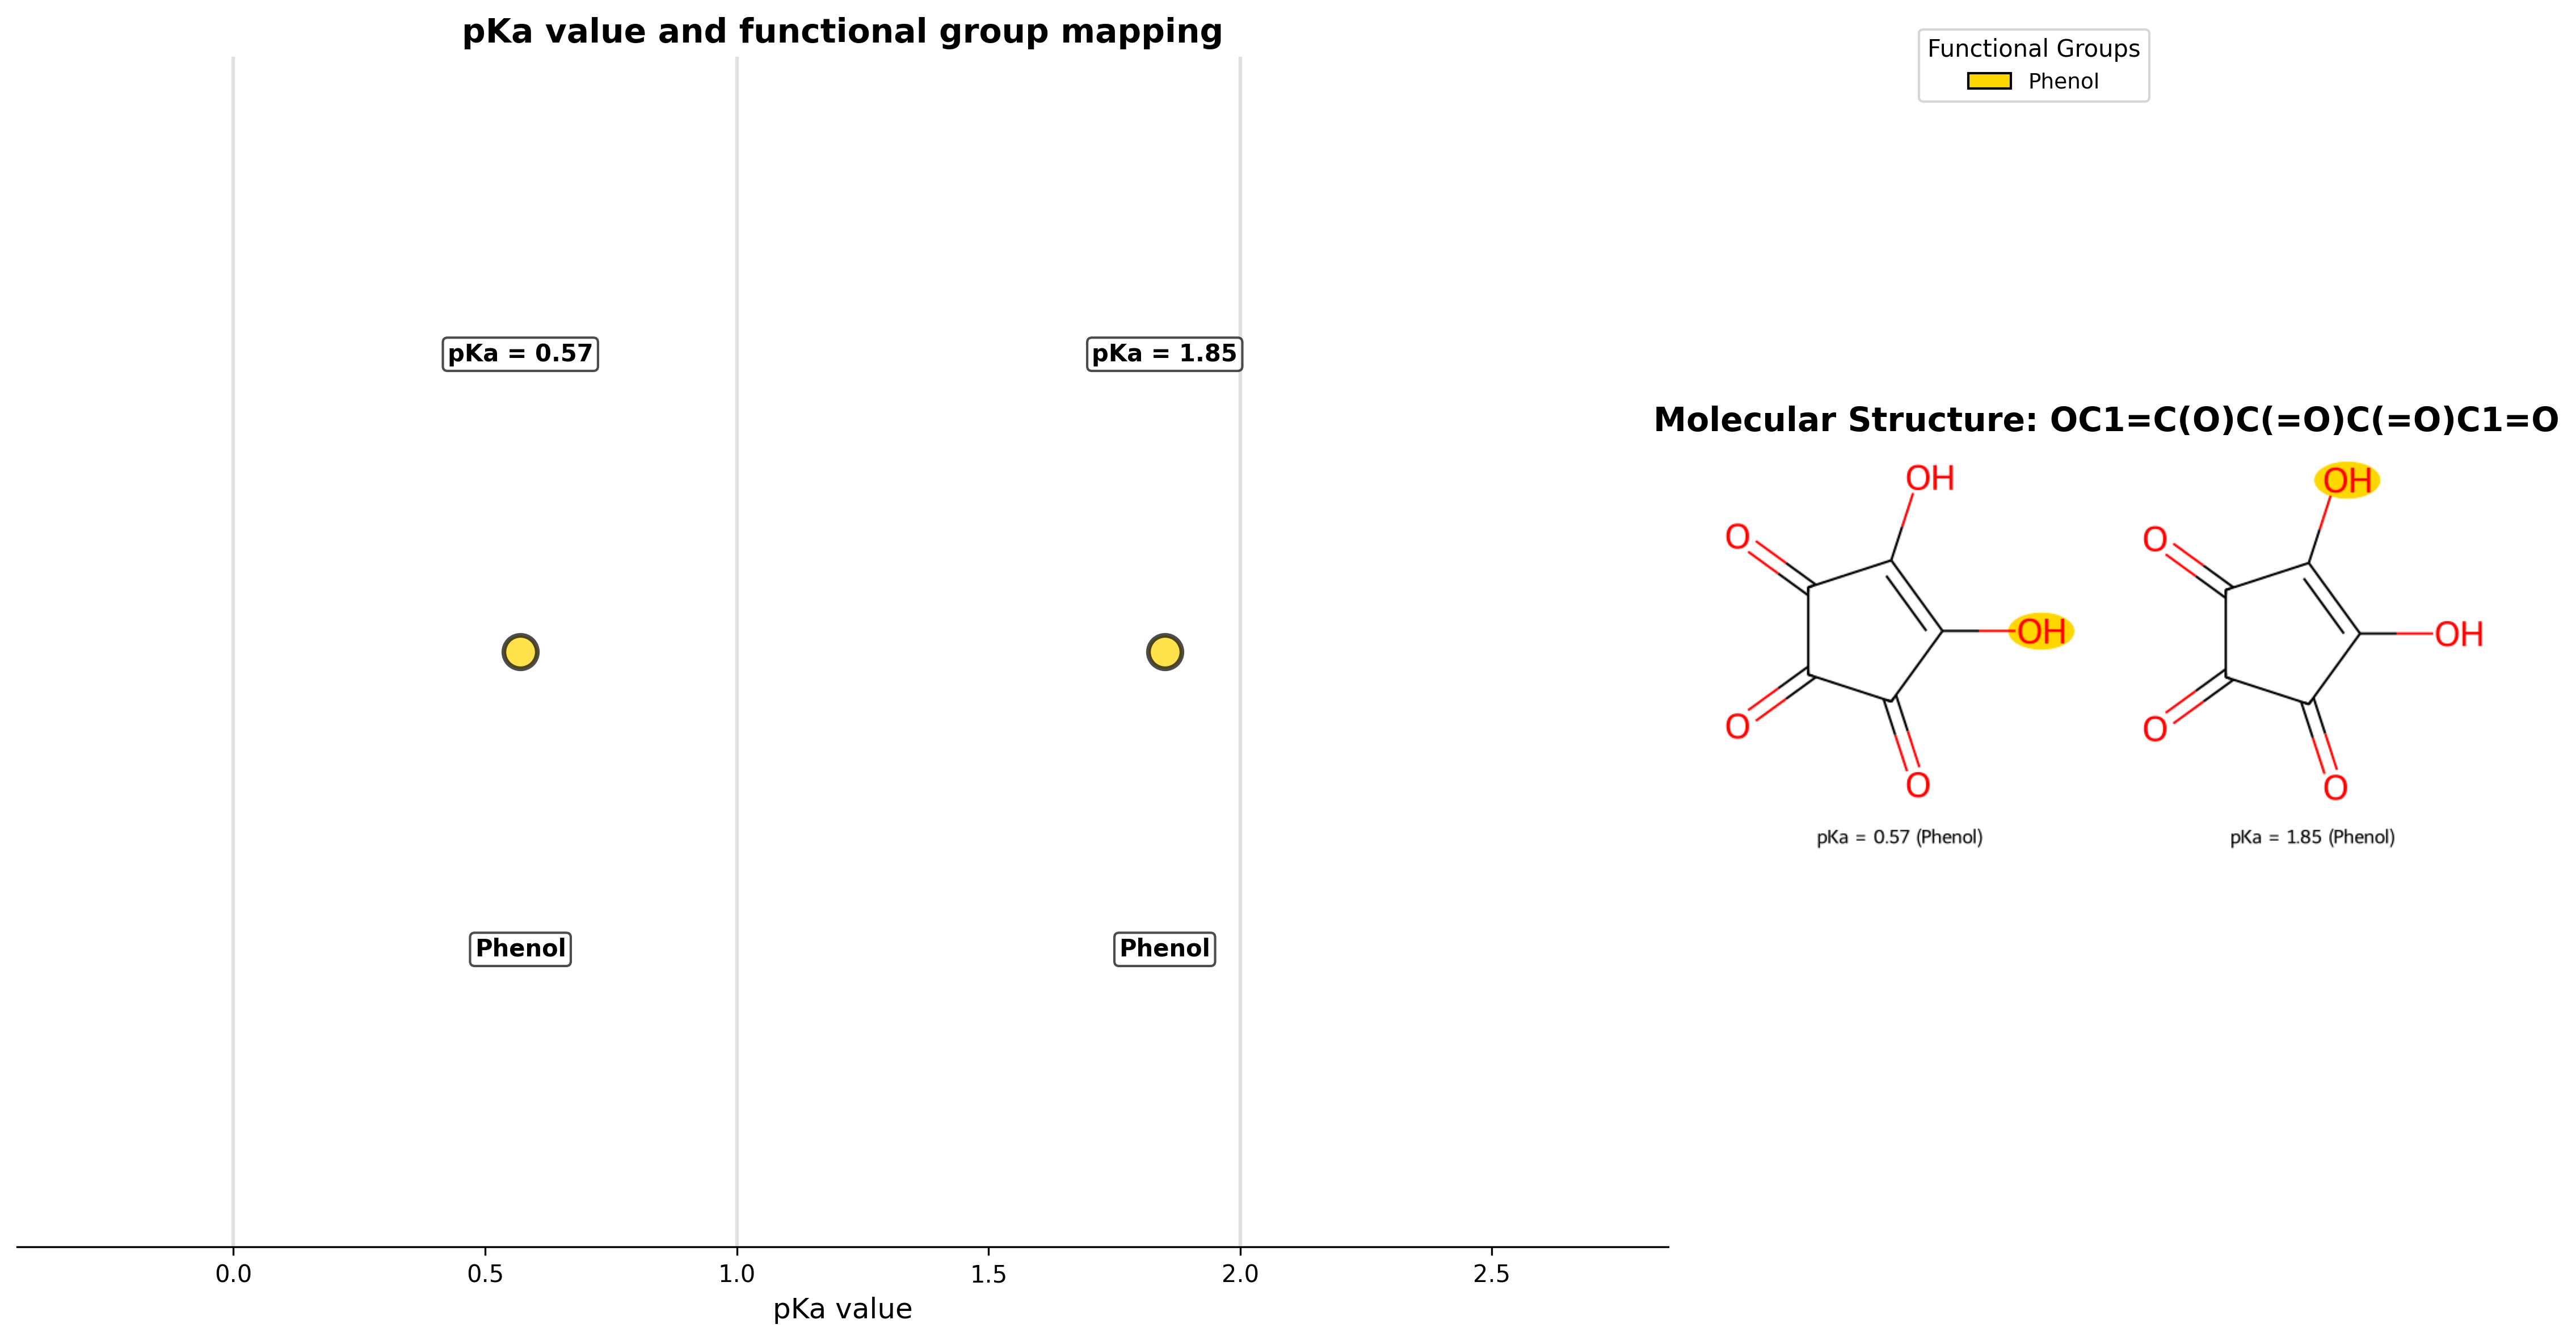 pKa value and functional group mapping
Functional Groups
Phenol
pKa = 0.57
pKa = 1.85
Phenol
Phenol
0.0
0.5
1.0
1.5
2.0
2.5
pKa value
Molecular Structure: OC1=C(O)C(=O)C(=O)C1=O
OH
O
OH
O
O
OH
O
OH
O
O
pKa = 0.57 (Phenol)
pKa = 1.85 (Phenol)